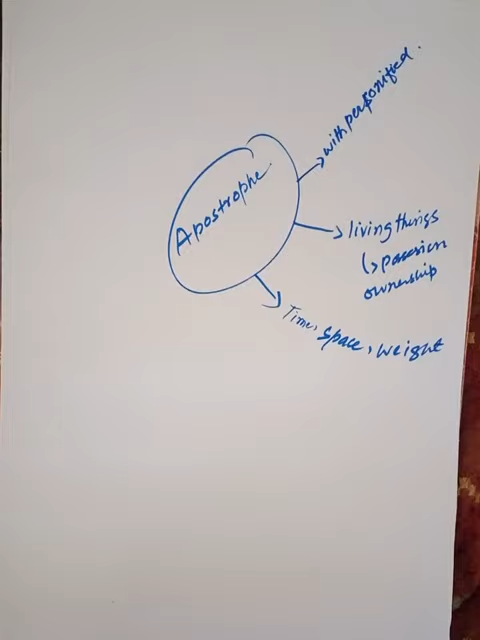 Apostrophe.
with personified.
living things
possession
ownership
Time, space, weight